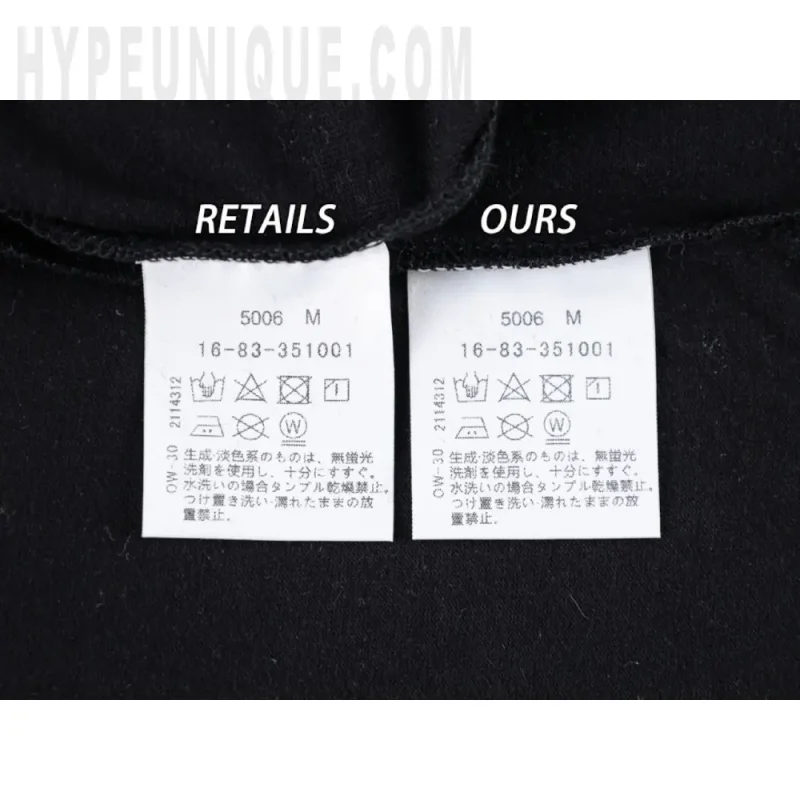 HYPEUNIQUE.COM
RETAILS
OURS
5006 M
16-83-351001
OW-30 2114312
W
生成・淡色系のものは、無蛍光
洗剤を使用し、十分にすすぐ。
水洗いの場合タンブル乾燥禁止。
つけ置き洗い・濡れたままの放
置禁止。
5006 M
16-83-351001
OW-30 2114312
W
生成・淡色系のものは、無蛍光
洗剤を使用し、十分にすすぐ。
水洗いの場合タンブル乾燥禁止。
つけ置き洗い・濡れたままの放
置禁止。